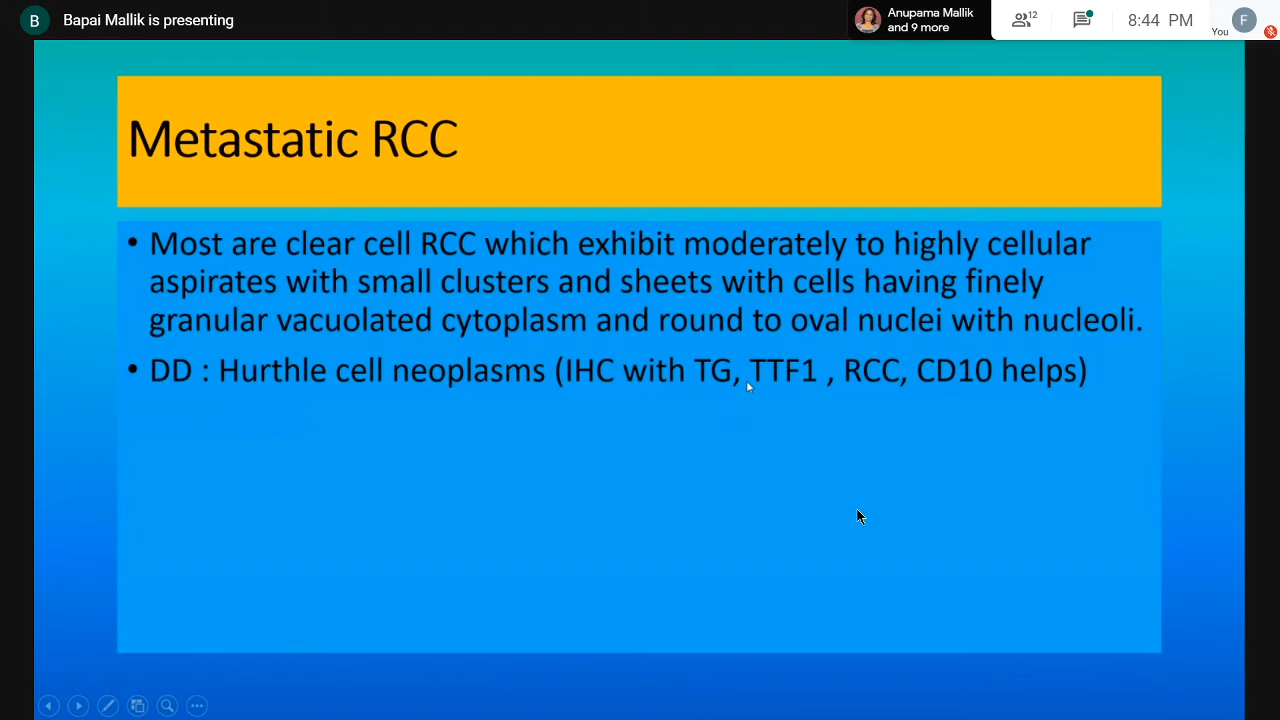 B Bapai Mallik is presenting
Anupama Mallik
and 9 more
12
8:44 PM
You
F
Metastatic RCC
• Most are clear cell RCC which exhibit moderately to highly cellular
aspirates with small clusters and sheets with cells having finely
granular vacuolated cytoplasm and round to oval nuclei with nucleoli.
• DD : Hurthle cell neoplasms (IHC with TG, TTF1 , RCC, CD10 helps)